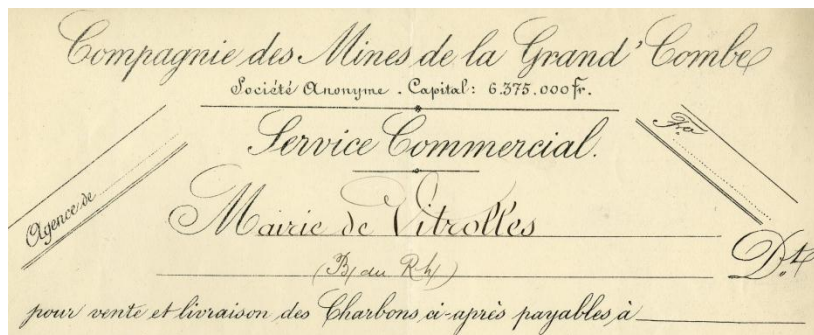 Compagnie des Mines de la Grand'Combe
Société Anonyme . Capital: 6.375.000 Fr.
Service Commercial.
Agence de
F.o
Mairie de Vitrolles
(B/ du Rh/)
D.t
pour vente et livraison des Charbons, ci-après payables, à